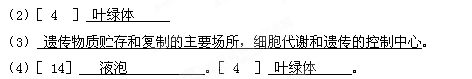 (2)[ 4 ] 叶绿体
(3) 遗传物质贮存和复制的主要场所，细胞代谢和遗传的控制中心。
(4)[ 14] 液泡 。[ 4 ] 叶绿体 。